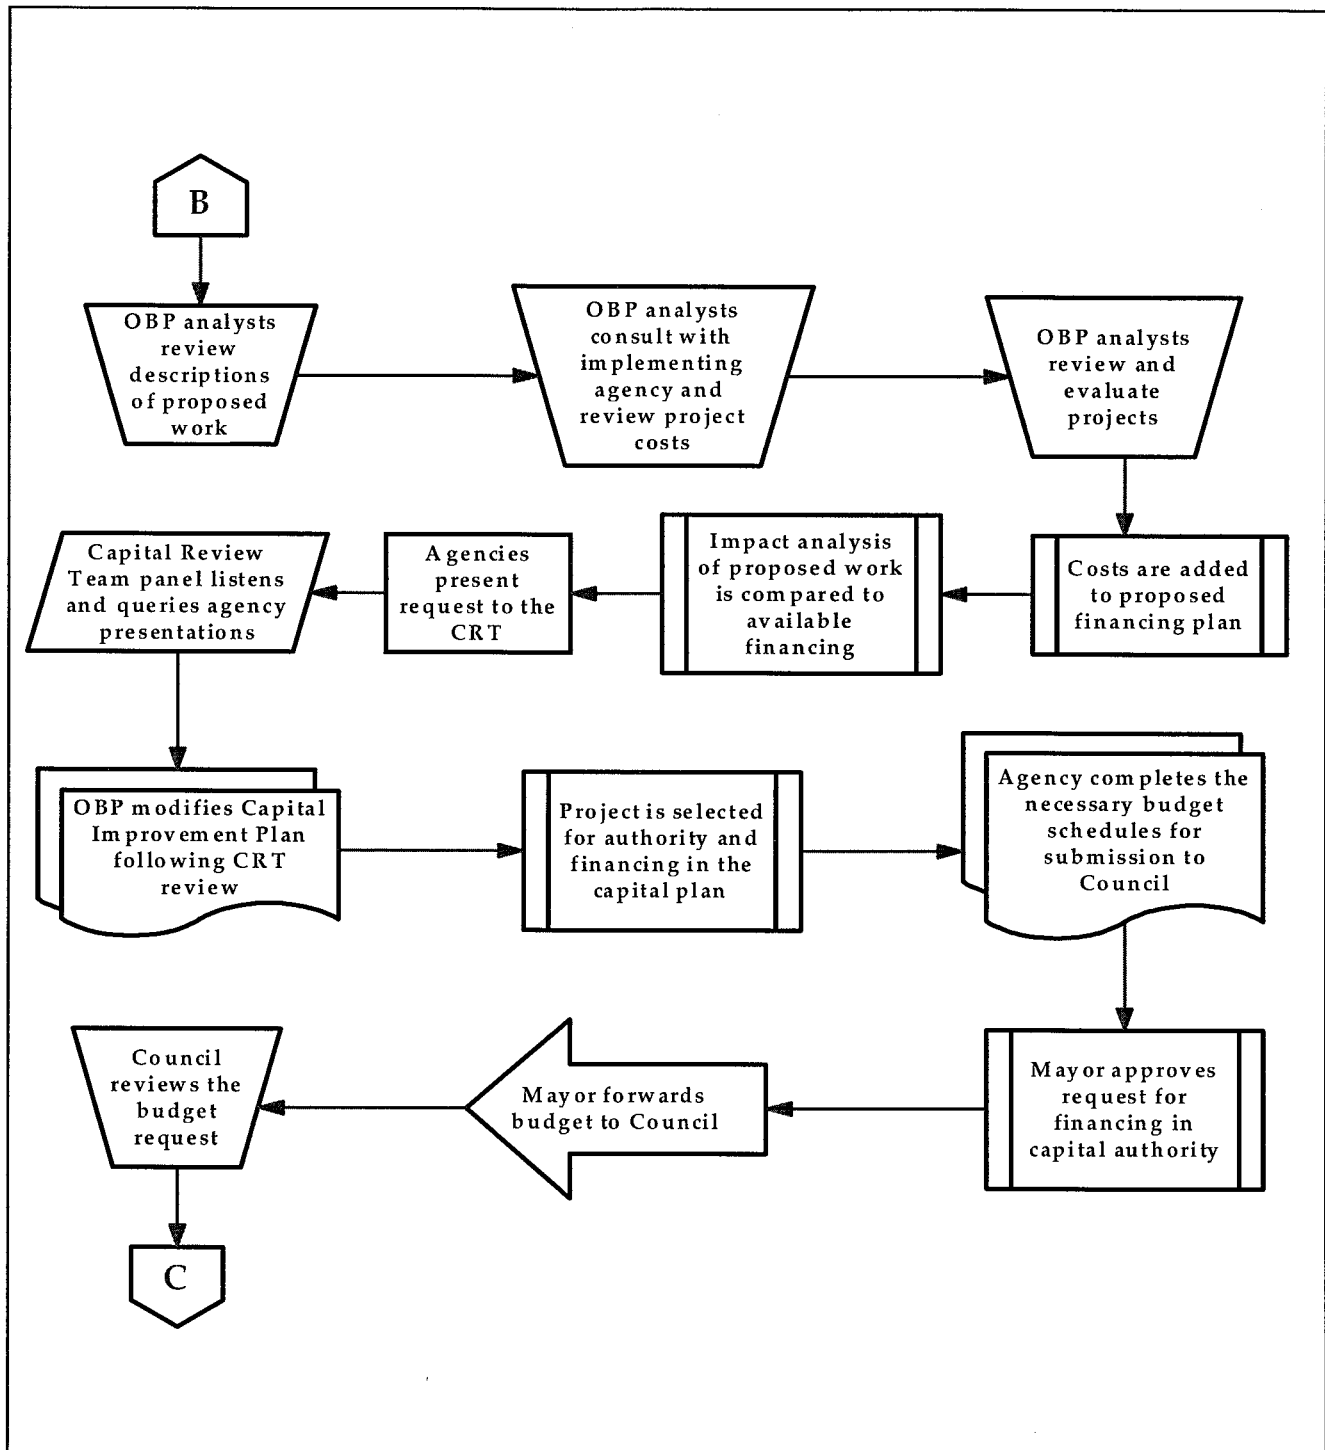 B
OBP analysts
review
descriptions
of proposed
work
OBP analysts
consult with
implementing
agency and
review project
costs
OBP analysts
review and
evaluate
projects
Capital Review
Team panel listens
and queries agency
presentations
Agencies
present
request to the
CRT
Impact analysis
of proposed work
is compared to
available
financing
Costs are added
to proposed
financing plan
OBP modifies Capital
Improvement Plan
following CRT
review
Project is selected
for authority and
financing in the
capital plan
Agency completes the
necessary budget
schedules for
submission to
Council
Council
reviews the
budget
request
Mayor forwards
budget to Council
Mayor approves
request for
financing in
capital authority
C